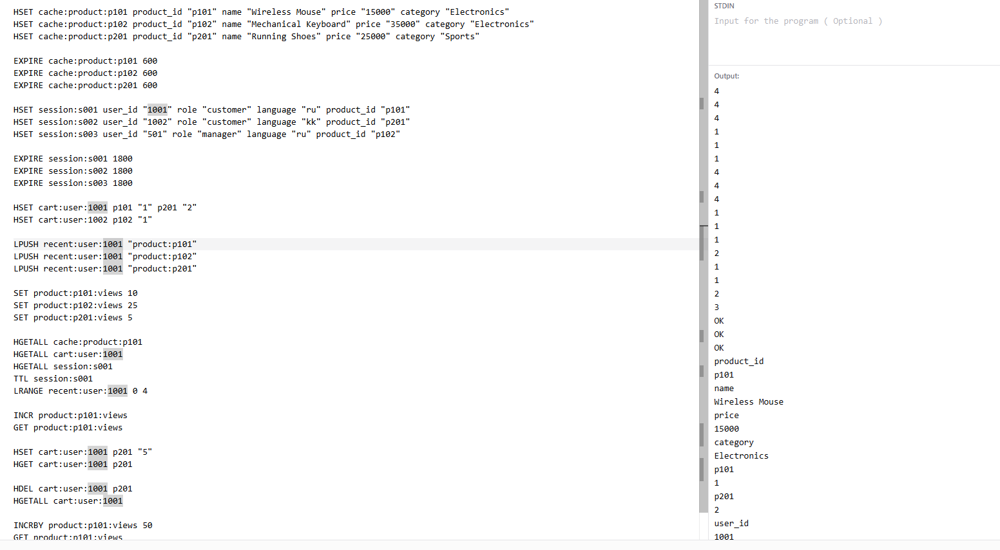 HSET cache:product:p101 product_id "p101" name "Wireless Mouse" price "15000" category "Electronics"
HSET cache:product:p102 product_id "p102" name "Mechanical Keyboard" price "35000" category "Electronics"
HSET cache:product:p201 product_id "p201" name "Running Shoes" price "25000" category "Sports"
EXPIRE cache:product:p101 600
EXPIRE cache:product:p102 600
EXPIRE cache:product:p201 600
HSET session:s001 user_id "1001" role "customer" language "ru" product_id "p101"
HSET session:s002 user_id "1002" role "customer" language "kk" product_id "p201"
HSET session:s003 user_id "501" role "manager" language "ru" product_id "p102"
EXPIRE session:s001 1800
EXPIRE session:s002 1800
EXPIRE session:s003 1800
HSET cart:user:1001 p101 "1" p201 "2"
HSET cart:user:1002 p102 "1"
LPUSH recent:user:1001 "product:p101"
LPUSH recent:user:1001 "product:p102"
LPUSH recent:user:1001 "product:p201"
SET product:p101:views 10
SET product:p102:views 25
SET product:p201:views 5
HGETALL cache:product:p101
HGETALL cart:user:1001
HGETALL session:s001
TTL session:s001
LRANGE recent:user:1001 0 4
INCR product:p101:views
GET product:p101:views
HSET cart:user:1001 p201 "5"
HGET cart:user:1001 p201
HDEL cart:user:1001 p201
HGETALL cart:user:1001
INCRBY product:p101:views 50
GET product:p101:views
STDIN
Input for the program ( Optional )
Output:
4
4
4
1
1
1
4
4
4
1
1
1
2
1
1
2
3
OK
OK
OK
product_id
p101
name
Wireless Mouse
price
15000
category
Electronics
p101
1
p201
2
user_id
1001